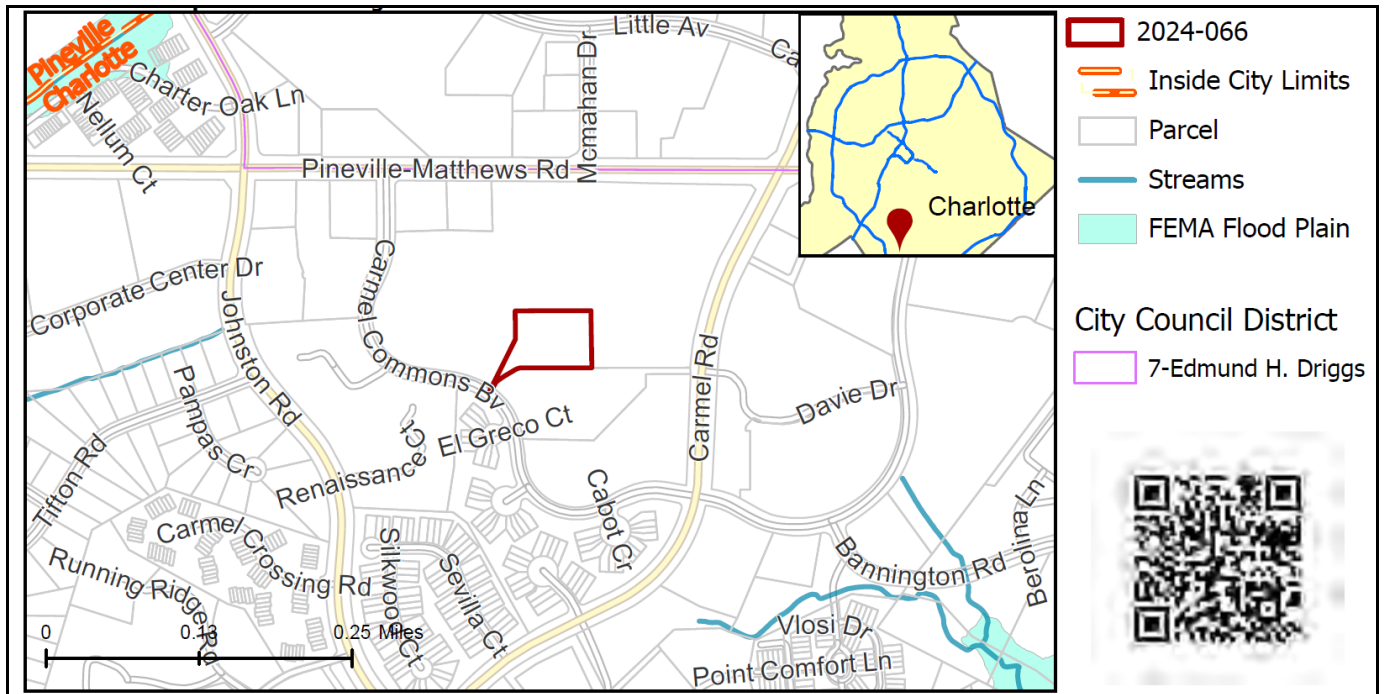 Little Av
Ca
Mcmahan Dr
Pineville
Charlotte
Charter Oak Ln
Nellum Ct
Pineville-Matthews Rd
Charlotte
Corporate Center Dr
Johnston Rd
Carmel Commons Bv
Carmel Rd
Davie Dr
El Greco Ct
Renaissance Ct
Pampas Cr
Tifton Rd
Carmel Crossing Rd
Running Ridge Rd
Silkwood Ct
Sevilla Ct
Cabot Cr
Bannington Rd
Berolina Ln
Vlosi Dr
Point Comfort Ln
0 0.13 0.25 Miles
2024-066
Inside City Limits
Parcel
Streams
FEMA Flood Plain
City Council District
7-Edmund H. Driggs